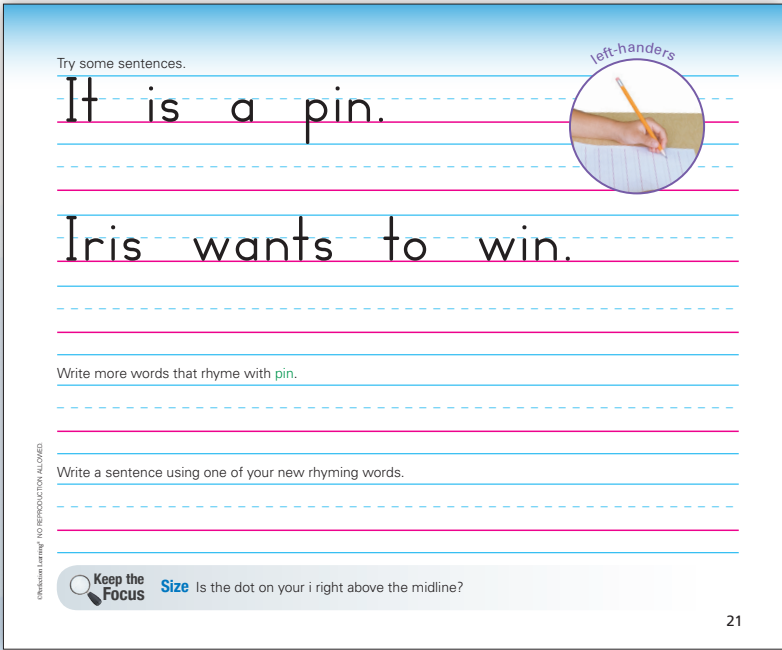 left-handers
Try some sentences.
It is a pin.
Iris wants to win.
Write more words that rhyme with pin.
Write a sentence using one of your new rhyming words.
©Perfection Learning® NO REPRODUCTION ALLOWED.
Keep the Focus Size Is the dot on your i right above the midline?
21